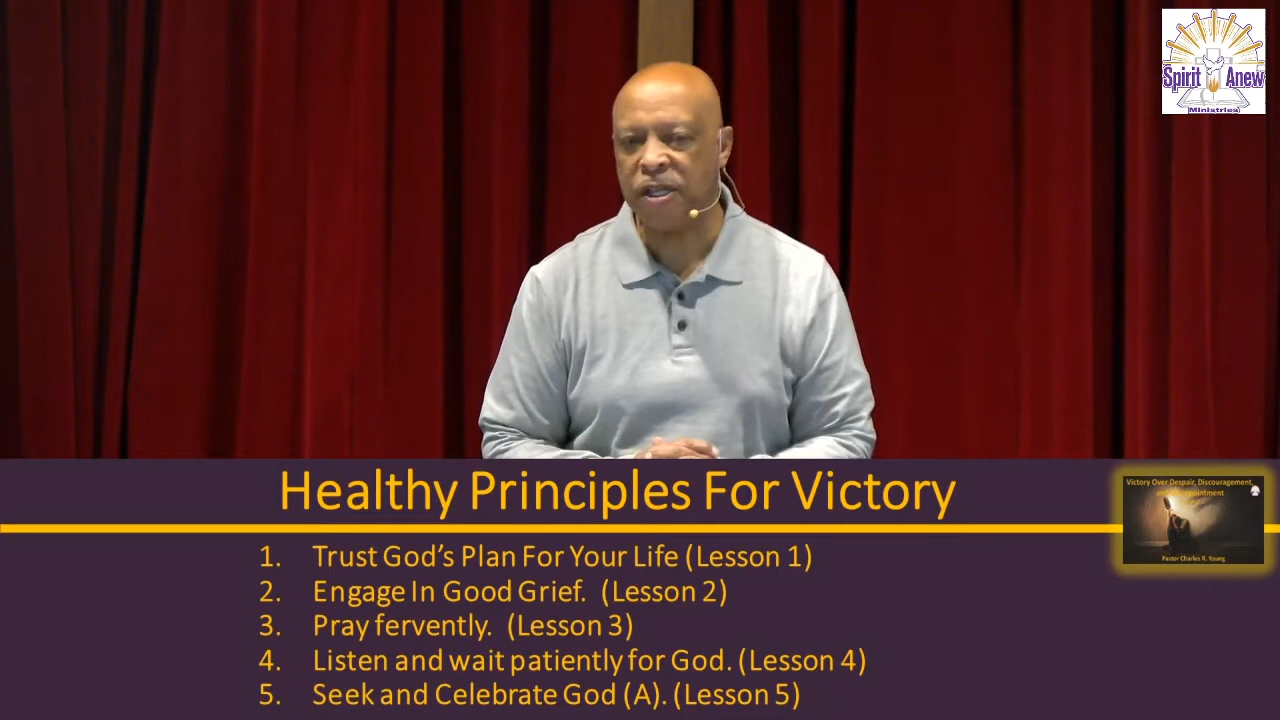 Spirit Anew
Ministries
Healthy Principles For Victory
Victory Over Despair, Discouragement,
and Disappointment
Pastor Charles R. Young
1. Trust God’s Plan For Your Life (Lesson 1)
2. Engage In Good Grief. (Lesson 2)
3. Pray fervently. (Lesson 3)
4. Listen and wait patiently for God. (Lesson 4)
5. Seek and Celebrate God (A). (Lesson 5)